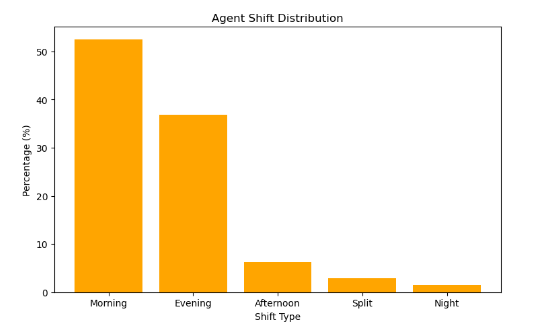 Agent Shift Distribution
Percentage (%)
50
40
30
20
10
0
Morning Evening Afternoon Split Night
Shift Type